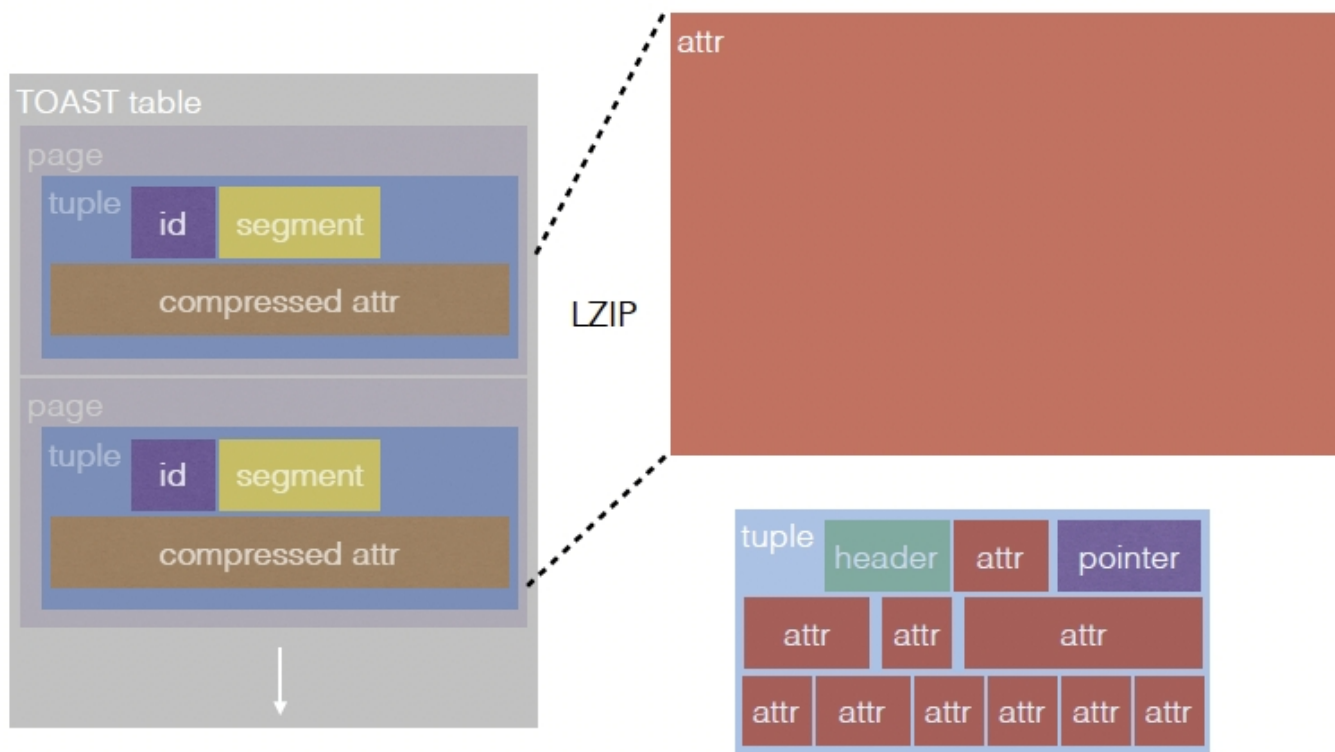 TOAST table
page
tuple id segment
compressed attr
page
tuple id segment
compressed attr
LZIP
attr
tuple header attr pointer
attr attr attr
attr attr attr attr attr attr